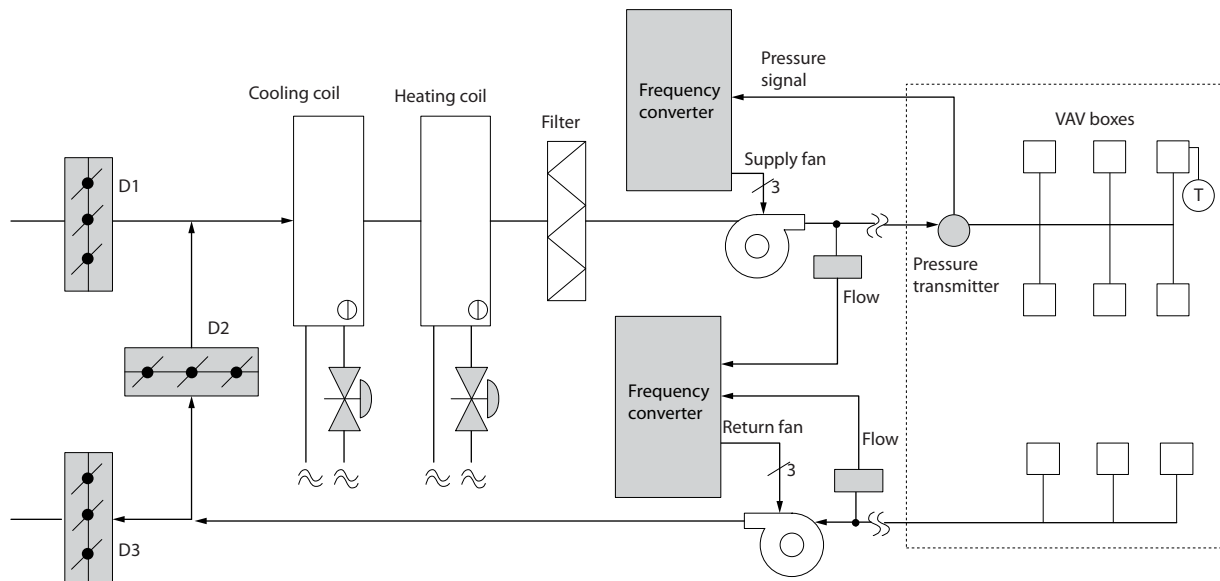 Pressure
signal
Frequency
converter
Cooling coil
Heating coil
Filter
VAV boxes
D1
Supply fan
3
T
Pressure
transmitter
Flow
D2
Frequency
converter
Return fan
Flow
3
D3